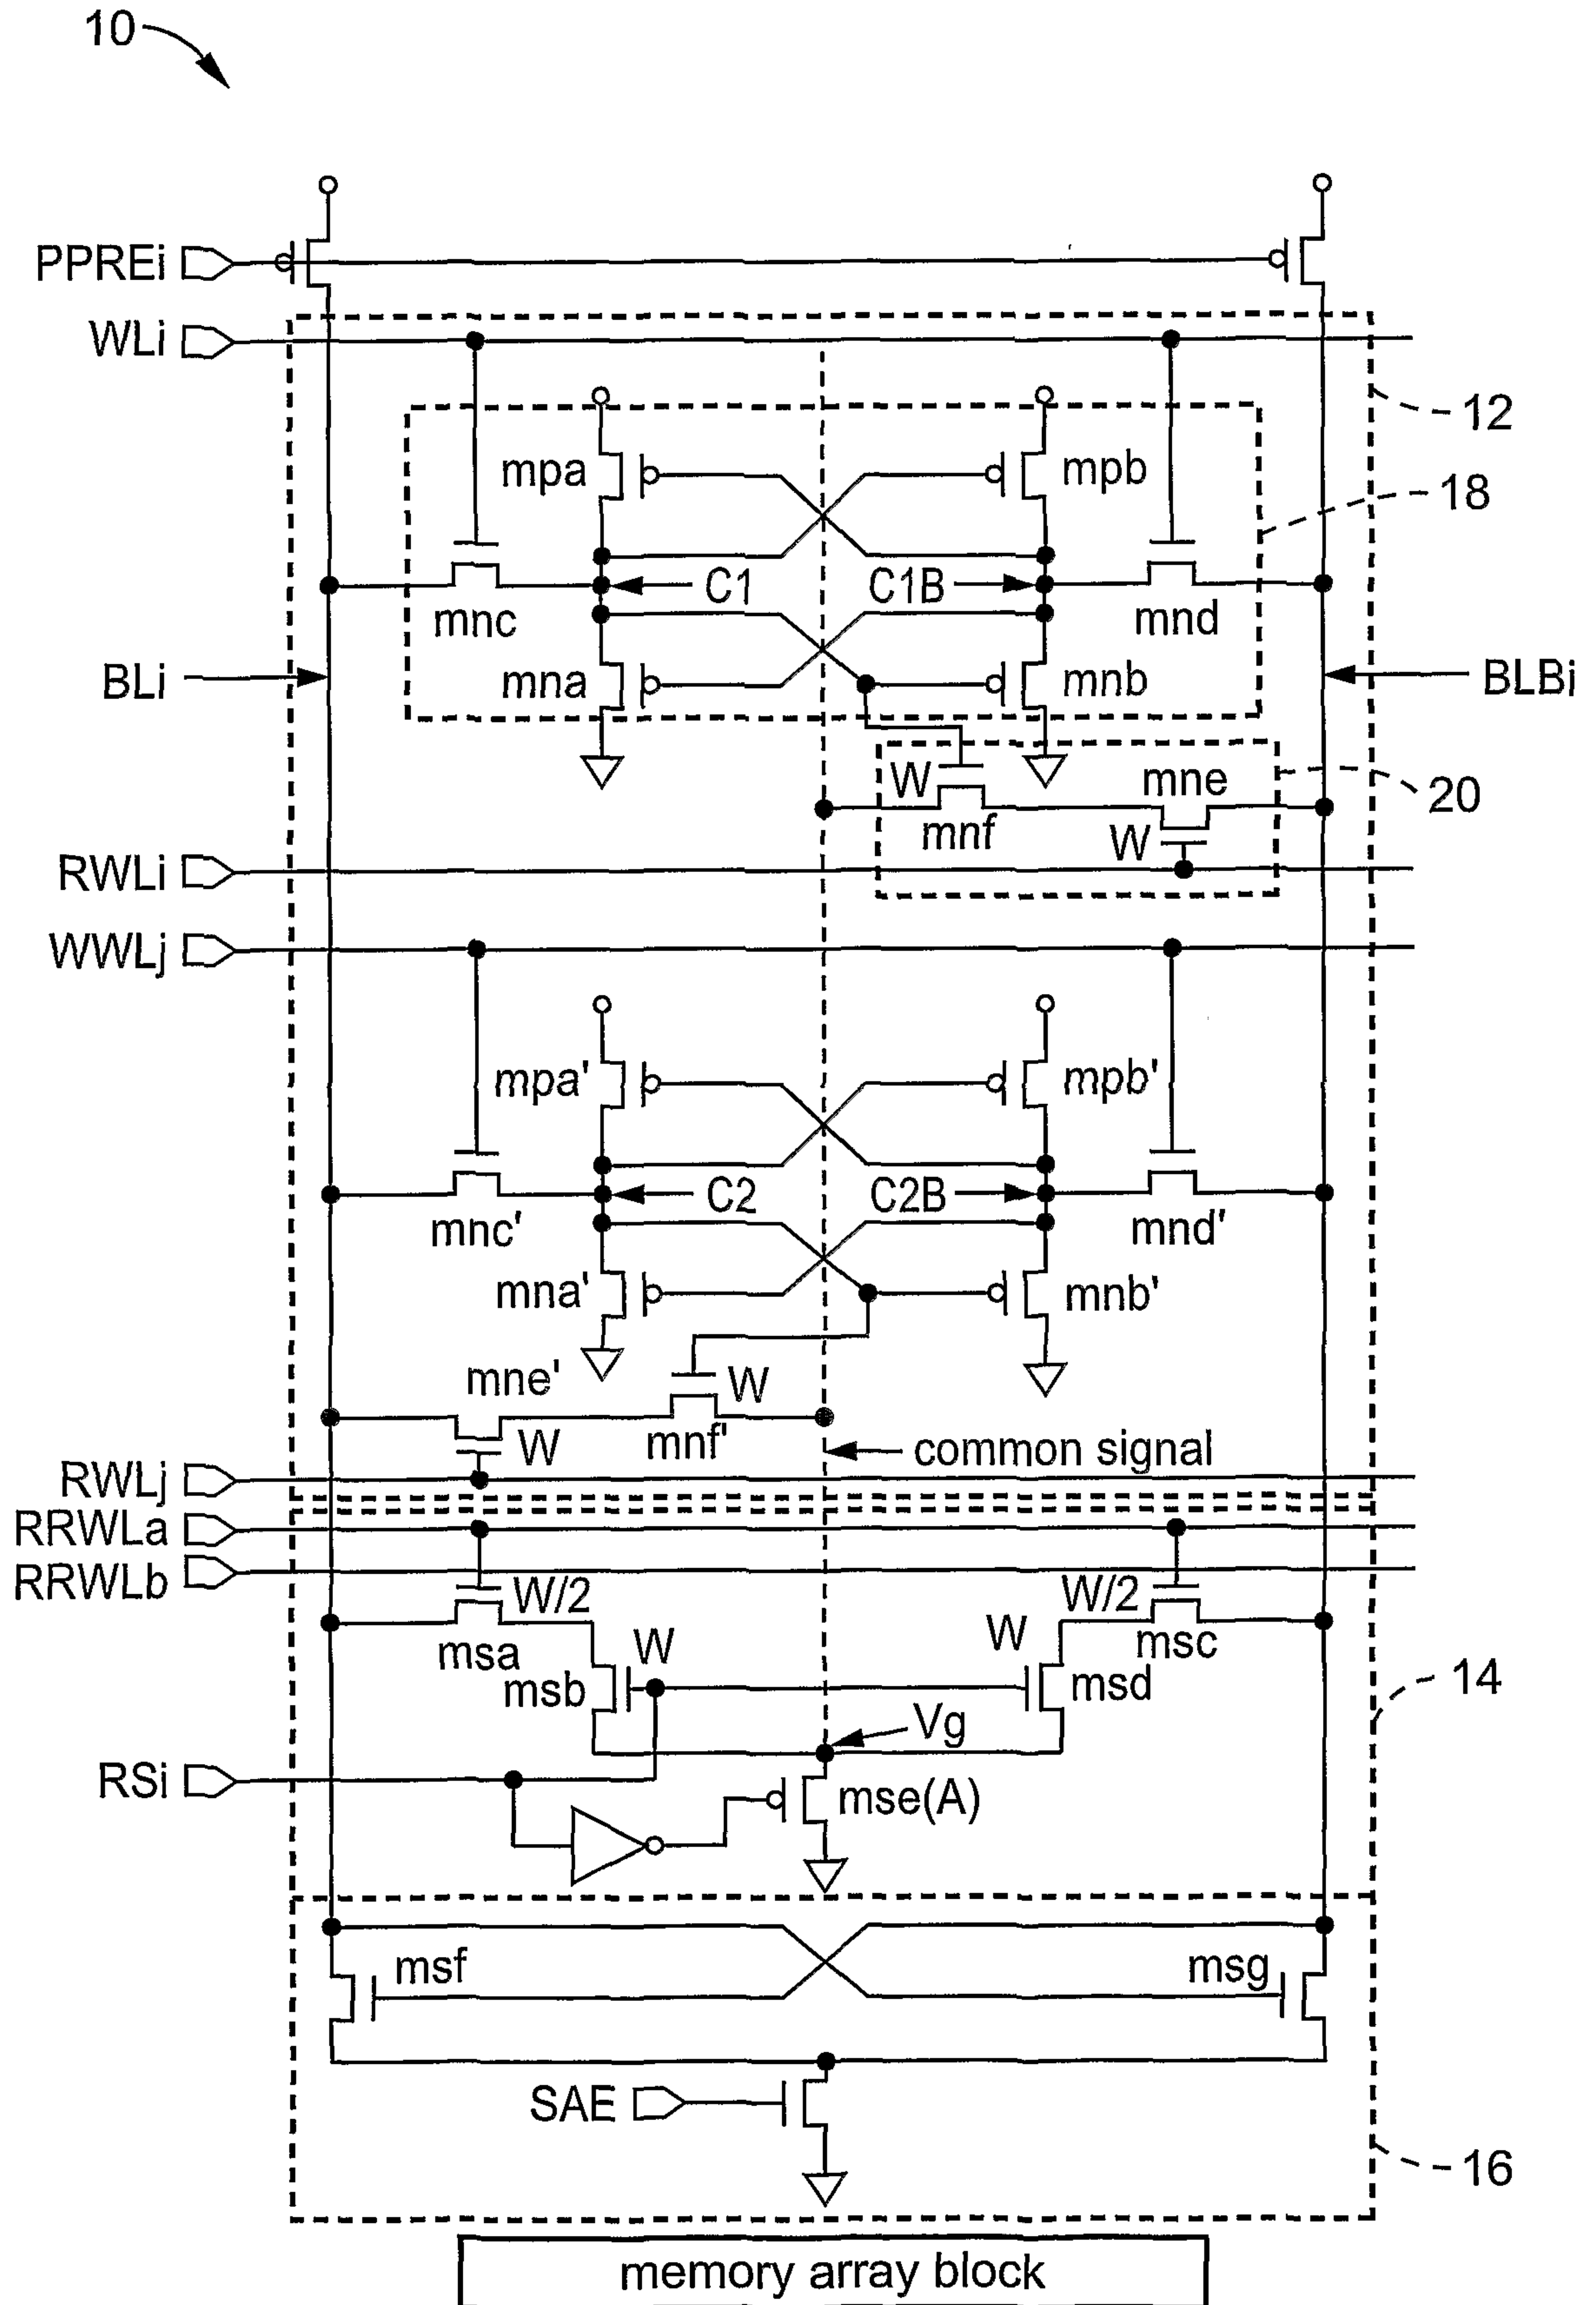 10
PPREi
WLi
12
mpa
mpb
18
C1
C1B
mnc
mnd
BLi
mna
mnb
BLBi
W
mne
20
mnf
W
RWLi
WWLj
mpa'
mpb'
C2
C2B
mnc'
mnd'
mna'
mnb'
mne'
W
mnf'
W
common signal
RWLj
RRWLa
RRWLb
W/2
W/2
msa
W
W
msc
msb
msd
14
Vg
RSi
mse(A)
msf
msg
SAE
16
memory array block